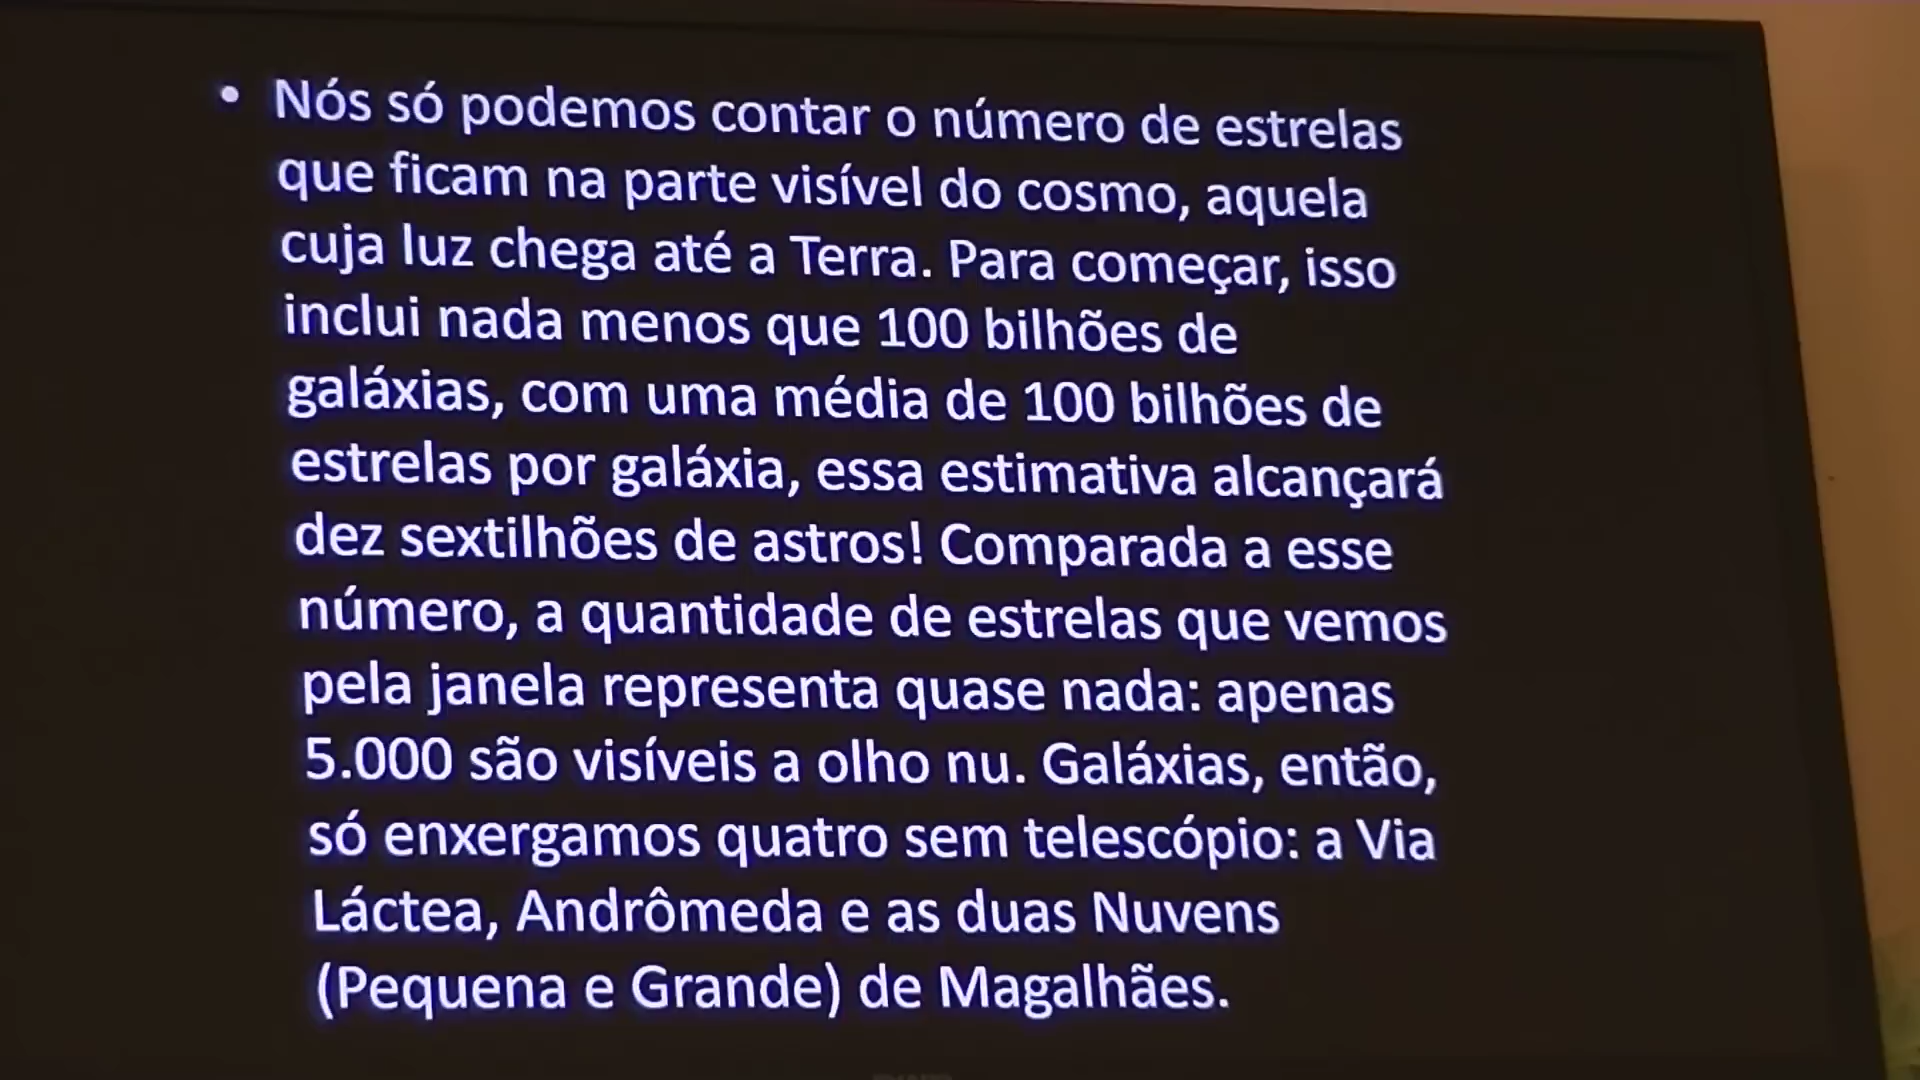 • Nós só podemos contar o número de estrelas
que ficam na parte visível do cosmo, aquela
cuja luz chega até a Terra. Para começar, isso
inclui nada menos que 100 bilhões de
galáxias, com uma média de 100 bilhões de
estrelas por galáxia, essa estimativa alcançará
dez sextilhões de astros! Comparada a esse
número, a quantidade de estrelas que vemos
pela janela representa quase nada: apenas
5.000 são visíveis a olho nu. Galáxias, então,
só enxergamos quatro sem telescópio: a Via
Láctea, Andrômeda e as duas Nuvens
(Pequena e Grande) de Magalhães.